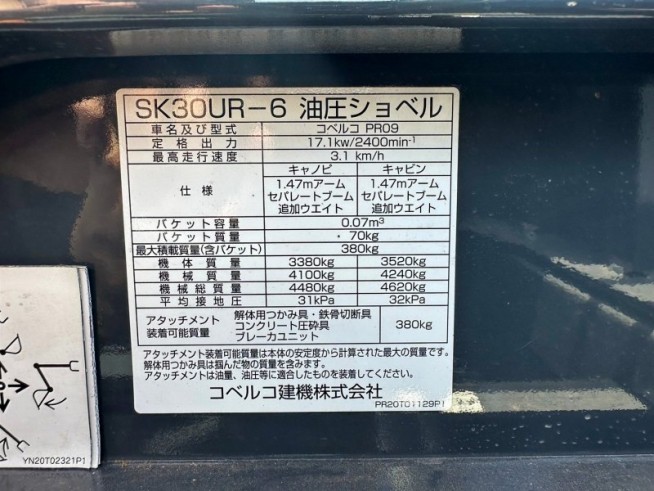 SK30UR-6 油圧ショベル
車名及び型式 コベルコ PR09
定格出力 17.1kw/2400min⁻¹
最高走行速度 3.1 km/h
仕様 キャノピ キャビン
1.47mアーム 1.47mアーム
セパレートブーム セパレートブーム
追加ウエイト 追加ウエイト
バケット容量 0.07m³
バケット質量 70kg
最大積載質量(含バケット) 380kg
機体質量 3380kg 3520kg
機械質量 4100kg 4240kg
機械総質量 4480kg 4620kg
平均接地圧 31kPa 32kPa
アタッチメント装着可能質量 解体用つかみ具・鉄骨切断具 380kg
コンクリート圧砕具
ブレーカユニット
アタッチメント装着可能質量は本体の安定度から計算された最大の質量です。
解体用つかみ具は掴んだ物の質量を含みます。
アタッチメントは油量、油圧等に適合したものを装着してください。
コベルコ建機株式会社
PR20T01129P1
YN20T02321P1